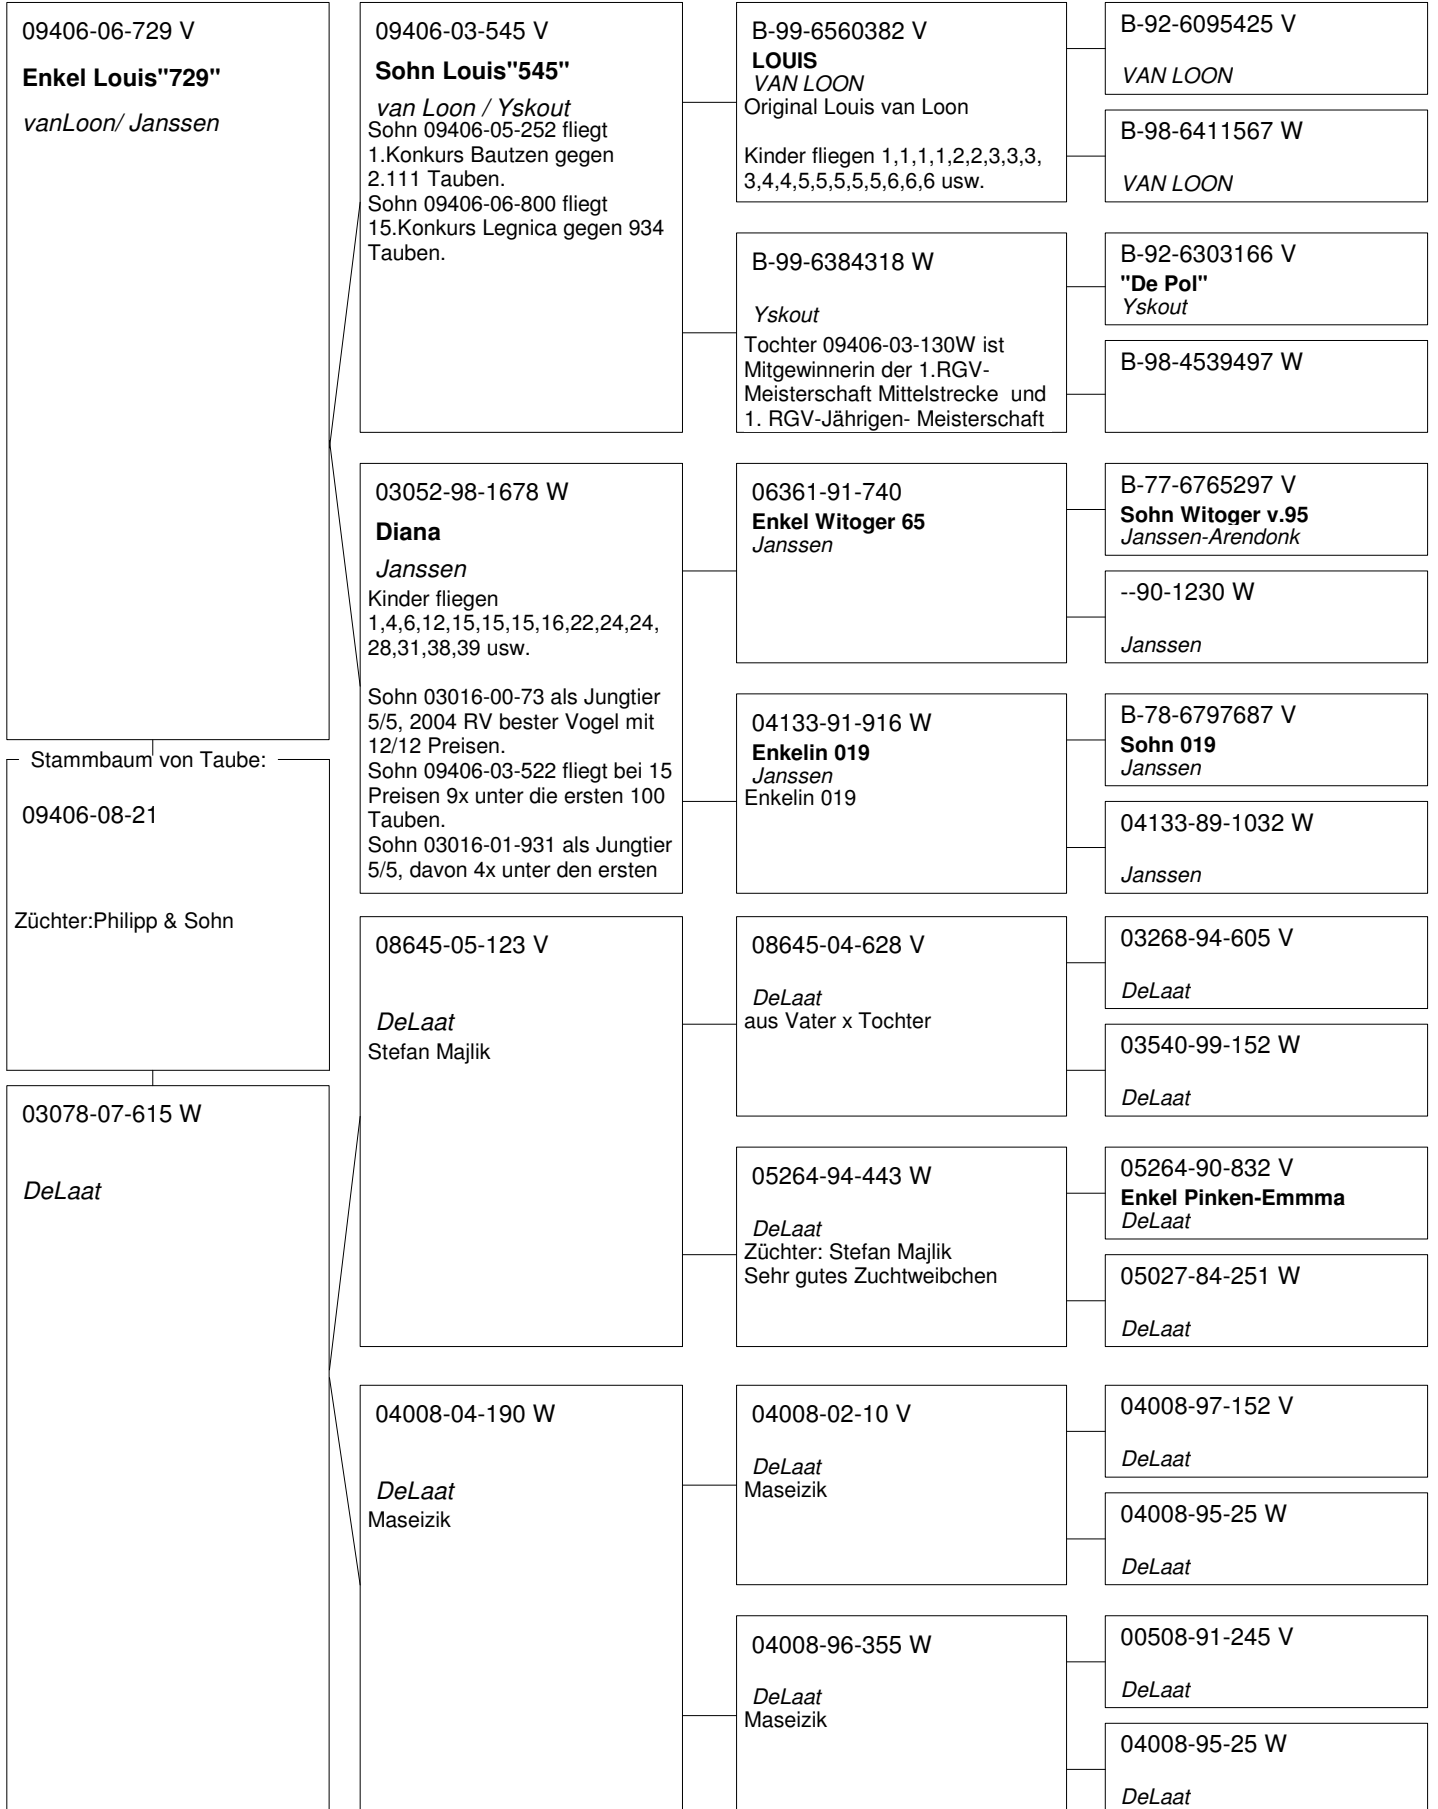 09406-06-729 V
Enkel Louis"729"
vanLoon/ Janssen
Stammbaum von Taube:
09406-08-21
Züchter:Philipp & Sohn
03078-07-615 W
DeLaat
09406-03-545 V
Sohn Louis"545"
van Loon / Yskout
Sohn 09406-05-252 fliegt
1.Konkurs Bautzen gegen
2.111 Tauben.
Sohn 09406-06-800 fliegt
15.Konkurs Legnica gegen 934
Tauben.
03052-98-1678 W
Diana
Janssen
Kinder fliegen
1,4,6,12,15,15,15,16,22,24,24,
28,31,38,39 usw.
Sohn 03016-00-73 als Jungtier
5/5, 2004 RV bester Vogel mit
12/12 Preisen.
Sohn 09406-03-522 fliegt bei 15
Preisen 9x unter die ersten 100
Tauben.
Sohn 03016-01-931 als Jungtier
5/5, davon 4x unter den ersten
08645-05-123 V
DeLaat
Stefan Majlik
04008-04-190 W
DeLaat
Maseizik
B-99-6560382 V
LOUIS
VAN LOON
Original Louis van Loon
Kinder fliegen 1,1,1,1,2,2,3,3,3,
3,4,4,5,5,5,5,5,6,6,6 usw.
B-99-6384318 W
Yskout
Tochter 09406-03-130W ist
Mitgewinnerin der 1.RGV-
Meisterschaft Mittelstrecke  und
1. RGV-Jährigen- Meisterschaft
06361-91-740
Enkel Witoger 65
Janssen
04133-91-916 W
Enkelin 019
Janssen
Enkelin 019
08645-04-628 V
DeLaat
aus Vater x Tochter
05264-94-443 W
DeLaat
Züchter: Stefan Majlik
Sehr gutes Zuchtweibchen
04008-02-10 V
DeLaat
Maseizik
04008-96-355 W
DeLaat
Maseizik
B-92-6095425 V
VAN LOON
B-98-6411567 W
VAN LOON
B-92-6303166 V
"De Pol"
Yskout
B-98-4539497 W
B-77-6765297 V
Sohn Witoger v.95
Janssen-Arendonk
--90-1230 W
Janssen
B-78-6797687 V
Sohn 019
Janssen
04133-89-1032 W
Janssen
03268-94-605 V
DeLaat
03540-99-152 W
DeLaat
05264-90-832 V
Enkel Pinken-Emmma
DeLaat
05027-84-251 W
DeLaat
04008-97-152 V
DeLaat
04008-95-25 W
DeLaat
00508-91-245 V
DeLaat
04008-95-25 W
DeLaat